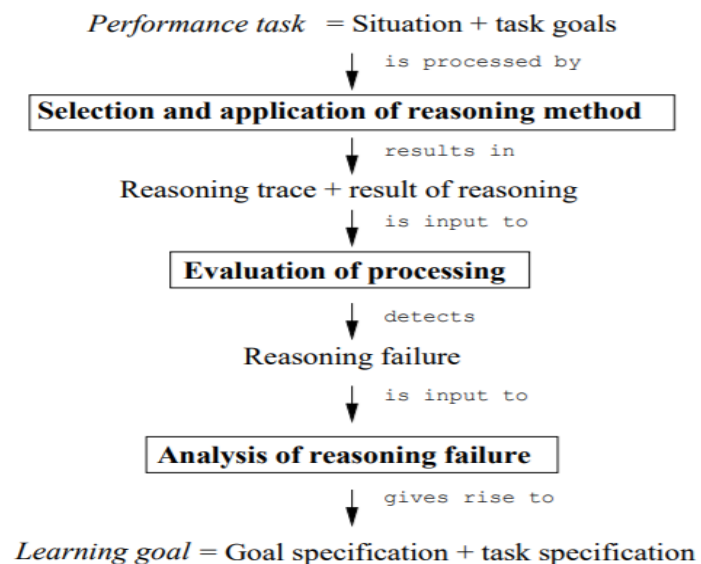 Performance task = Situation + task goals
is processed by
Selection and application of reasoning method
results in
Reasoning trace + result of reasoning
is input to
Evaluation of processing
detects
Reasoning failure
is input to
Analysis of reasoning failure
gives rise to
Learning goal = Goal specification + task specification